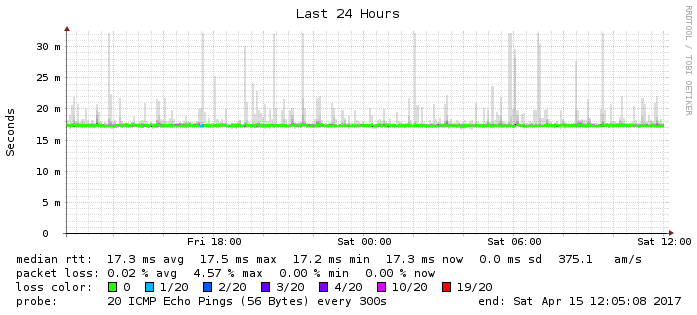 Last 24 Hours
RRDTOOL / TOBI OETIKER
Seconds
30 m
25 m
20 m
15 m
10 m
5 m
0
Fri 18:00 Sat 00:00 Sat 06:00 Sat 12:00
median rtt: 17.3 ms avg 17.5 ms max 17.2 ms min 17.3 ms now 0.0 ms sd 375.1 am/s
packet loss: 0.02 % avg 4.57 % max 0.00 % min 0.00 % now
loss color: 0 1/20 2/20 3/20 4/20 10/20 19/20
probe: 20 ICMP Echo Pings (56 Bytes) every 300s end: Sat Apr 15 12:05:08 2017